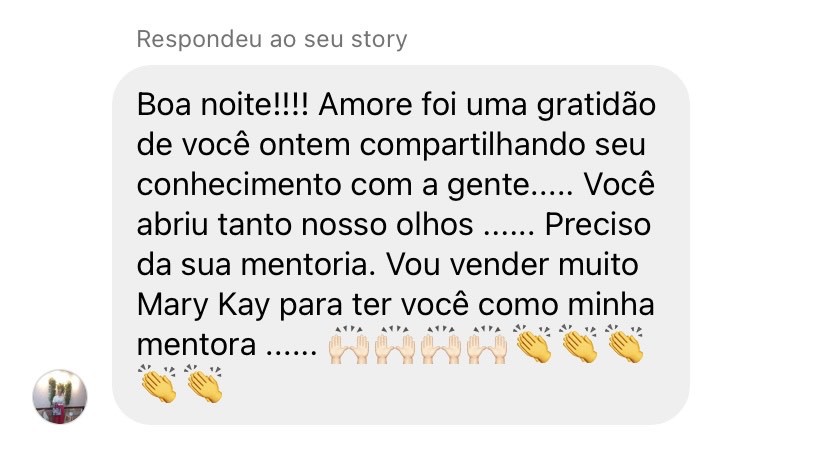 Respondeu ao seu story
Boa noite!!!! Amore foi uma gratidão
de você ontem compartilhando seu
conhecimento com a gente..... Você
abriu tanto nosso olhos ...... Preciso
da sua mentoria. Vou vender muito
Mary Kay para ter você como minha
mentora ...... 🙌🏻🙌🏻🙌🏻🙌🏻👏👏👏
👏👏